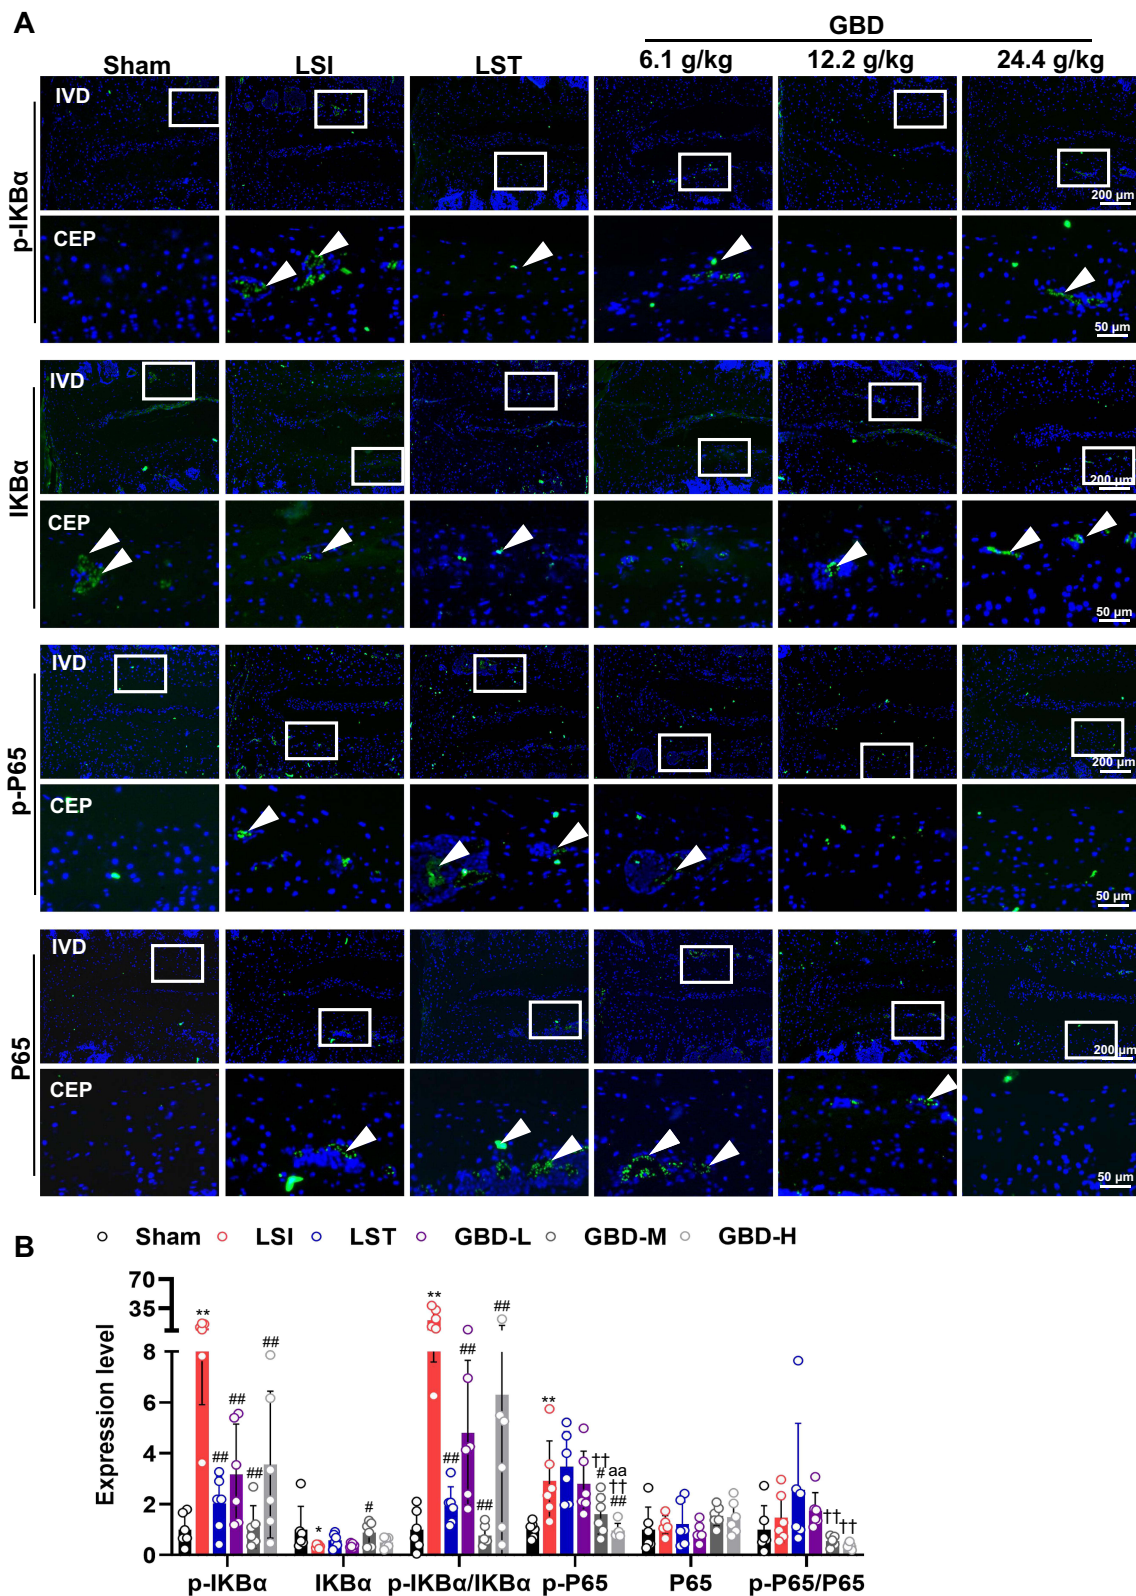 A
GBD
Sham LSI LST 6.1 g/kg 12.2 g/kg 24.4 g/kg
p-IKBα
IVD
200 μm
CEP
50 μm
IKBα
IVD
200 μm
CEP
50 μm
p-P65
IVD
200 μm
CEP
50 μm
P65
IVD
200 μm
CEP
50 μm
B
Sham LSI LST GBD-L GBD-M GBD-H
Expression level
70
35
8
6
4
2
0
** ## ## ## ##
* #
** ## ## ## ##
** †† # aa †† ##
†† ††
p-IKBα IKBα p-IKBα/IKBα p-P65 P65 p-P65/P65